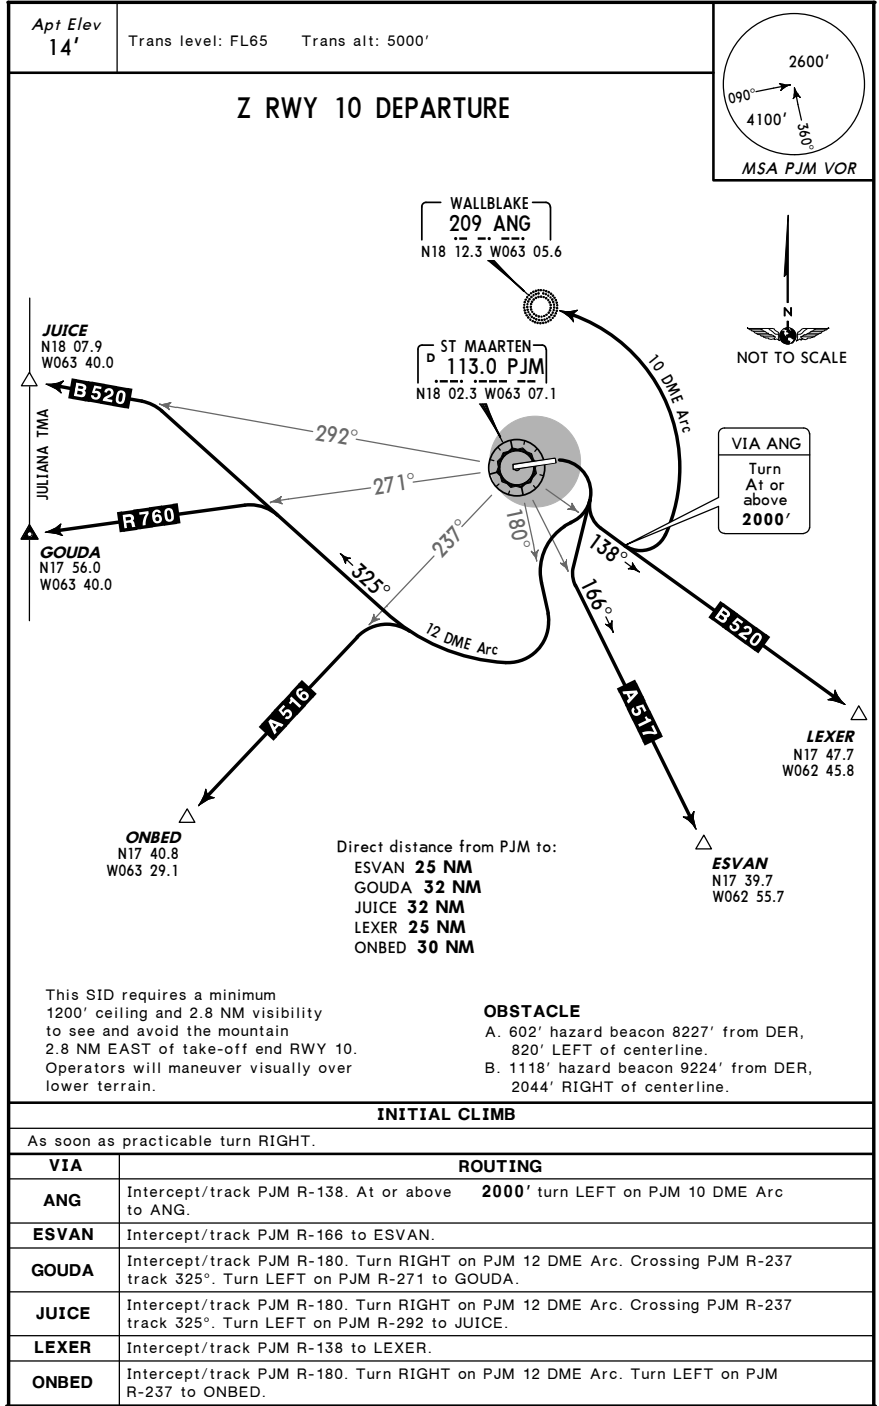 Apt Elev
14'
Trans level: FL65 Trans alt: 5000'
2600'
090°
4100'
360°
MSA PJM VOR
Z RWY 10 DEPARTURE
WALLBLAKE
209 ANG
N18 12.3 W063 05.6
N
NOT TO SCALE
JUICE
N18 07.9
W063 40.0
ST MAARTEN
D 113.0 PJM
N18 02.3 W063 07.1
10 DME Arc
B520
JULIANA TMA
292°
271°
VIA ANG
Turn
At or
above
2000'
R760
GOUDA
N17 56.0
W063 40.0
237°
180°
138°
325°
166°
12 DME Arc
B520
A516
A517
LEXER
N17 47.7
W062 45.8
ONBED
N17 40.8
W063 29.1
ESVAN
N17 39.7
W062 55.7
Direct distance from PJM to:
ESVAN 25 NM
GOUDA 32 NM
JUICE 32 NM
LEXER 25 NM
ONBED 30 NM
This SID requires a minimum
1200' ceiling and 2.8 NM visibility
to see and avoid the mountain
2.8 NM EAST of take-off end RWY 10.
Operators will maneuver visually over
lower terrain.
OBSTACLE
A. 602' hazard beacon 8227' from DER,
820' LEFT of centerline.
B. 1118' hazard beacon 9224' from DER,
2044' RIGHT of centerline.
INITIAL CLIMB
As soon as practicable turn RIGHT.
VIA ROUTING
ANG
Intercept/track PJM R-138. At or above 2000' turn LEFT on PJM 10 DME Arc
to ANG.
ESVAN Intercept/track PJM R-166 to ESVAN.
GOUDA
Intercept/track PJM R-180. Turn RIGHT on PJM 12 DME Arc. Crossing PJM R-237
track 325°. Turn LEFT on PJM R-271 to GOUDA.
JUICE
Intercept/track PJM R-180. Turn RIGHT on PJM 12 DME Arc. Crossing PJM R-237
track 325°. Turn LEFT on PJM R-292 to JUICE.
LEXER Intercept/track PJM R-138 to LEXER.
ONBED
Intercept/track PJM R-180. Turn RIGHT on PJM 12 DME Arc. Turn LEFT on PJM
R-237 to ONBED.